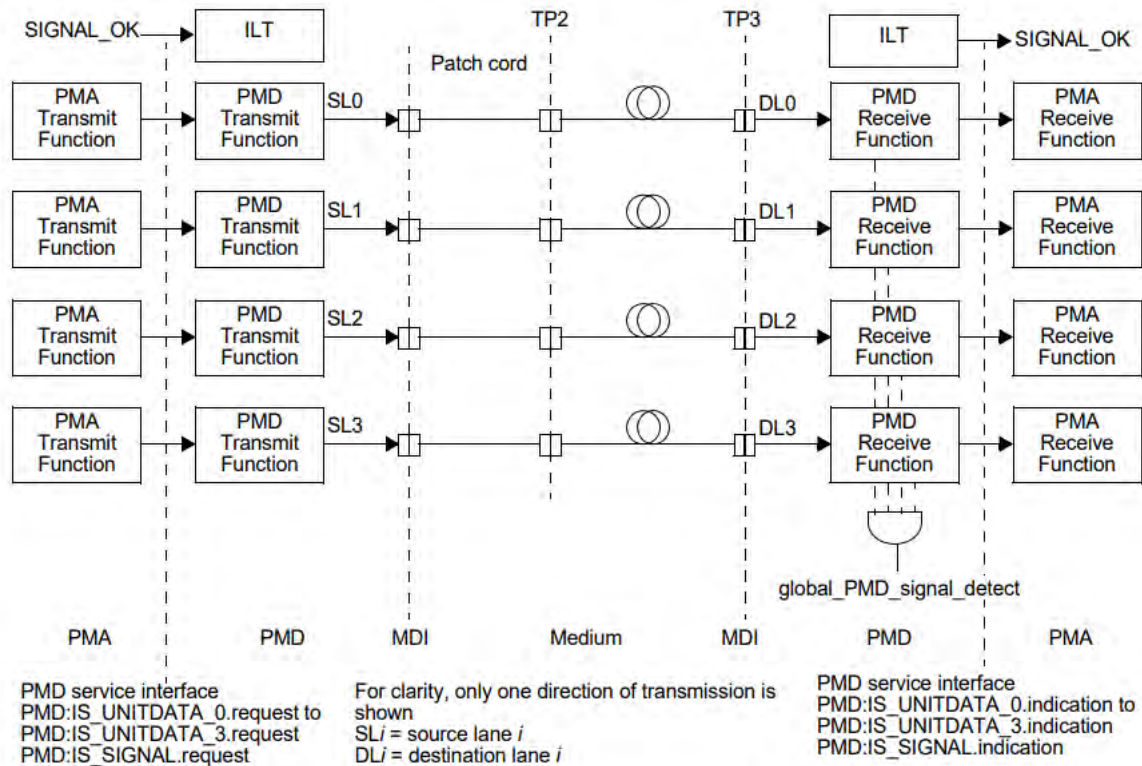 SIGNAL_OK
ILT
TP2
TP3
ILT
SIGNAL_OK
Patch cord
PMA
Transmit
Function
PMD
Transmit
Function
SL0
DL0
PMD
Receive
Function
PMA
Receive
Function
PMA
Transmit
Function
PMD
Transmit
Function
SL1
DL1
PMD
Receive
Function
PMA
Receive
Function
PMA
Transmit
Function
PMD
Transmit
Function
SL2
DL2
PMD
Receive
Function
PMA
Receive
Function
PMA
Transmit
Function
PMD
Transmit
Function
SL3
DL3
PMD
Receive
Function
PMA
Receive
Function
global_PMD_signal_detect
PMA
PMD
MDI
Medium
MDI
PMD
PMA
PMD service interface
PMD:IS_UNITDATA_0.request to
PMD:IS_UNITDATA_3.request
PMD:IS_SIGNAL.request
For clarity, only one direction of transmission is
shown
SLi = source lane i
DLi = destination lane i
PMD service interface
PMD:IS_UNITDATA_0.indication to
PMD:IS_UNITDATA_3.indication
PMD:IS_SIGNAL.indication